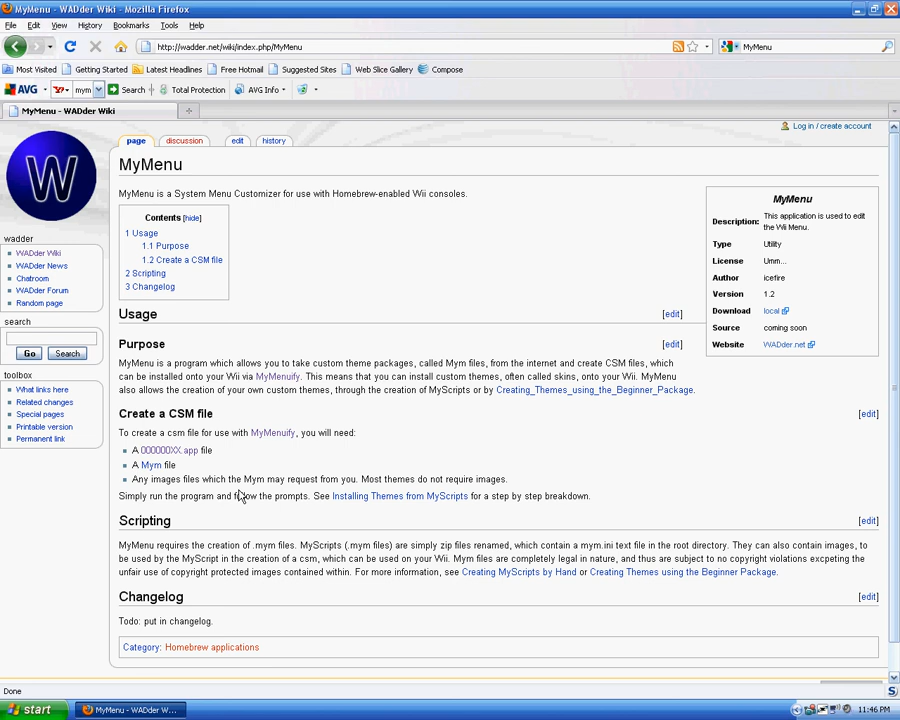 MyMenu - WADder Wiki - Mozilla Firefox
File Edit View History Bookmarks Tools Help
http://wadder.net/wiki/index.php/MyMenu
MyMenu
Most Visited Getting Started Latest Headlines Free Hotmail Suggested Sites Web Slice Gallery Compose
AVG mym Search Total Protection AVG Info
MyMenu - WADder Wiki
Log in / create account
page discussion edit history
W
MyMenu
MyMenu is a System Menu Customizer for use with Homebrew-enabled Wii consoles.
Contents [hide]
1 Usage
1.1 Purpose
1.2 Create a CSM file
2 Scripting
3 Changelog
MyMenu
Description: This application is used to edit
the Wii Menu.
Type Utility
License Umm...
Author icefire
Version 1.2
Download local
Source coming soon
Website WADder.net
wadder
WADder Wiki
WADder News
Chatroom
WADder Forum
Random page
search
Go Search
toolbox
What links here
Related changes
Special pages
Printable version
Permanent link
Usage [edit]
Purpose [edit]
MyMenu is a program which allows you to take custom theme packages, called Mym files, from the internet and create CSM files, which
can be installed onto your Wii via MyMenuify. This means that you can install custom themes, often called skins, onto your Wii. MyMenu
also allows the creation of your own custom themes, through the creation of MyScripts or by Creating_Themes_using_the_Beginner_Package.
Create a CSM file [edit]
To create a csm file for use with MyMenuify, you will need:
A 000000XX.app file
A Mym file
Any images files which the Mym may request from you. Most themes do not require images.
Simply run the program and follow the prompts. See Installing Themes from MyScripts for a step by step breakdown.
Scripting [edit]
MyMenu requires the creation of .mym files. MyScripts (.mym files) are simply zip files renamed, which contain a mym.ini text file in the root directory. They can also contain images, to
be used by the MyScript in the creation of a csm, which can be used on your Wii. Mym files are completely legal in nature, and thus are subject to no copyright violations excpeting the
unfair use of copyright protected images contained within. For more information, see Creating MyScripts by Hand or Creating Themes using the Beginner Package.
Changelog [edit]
Todo: put in changelog.
Category: Homebrew applications
Done
start MyMenu - WADder W... 11:46 PM